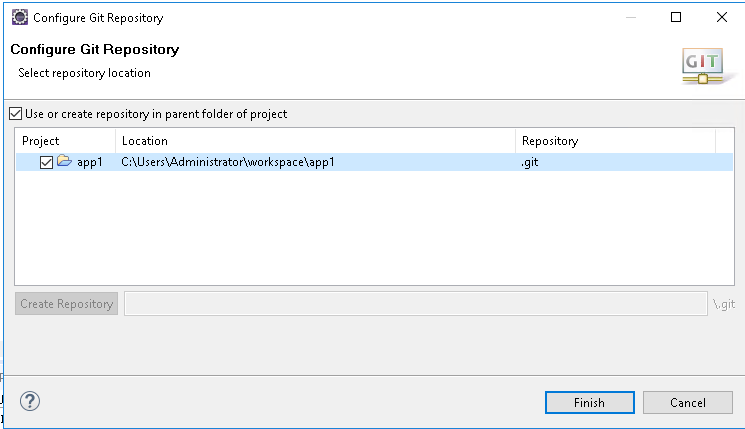 Configure Git Repository
Configure Git Repository
Select repository location
GIT
Use or create repository in parent folder of project
Project Location Repository
app1 C:\Users\Administrator\workspace\app1 .git
Create Repository \.git
? Finish Cancel